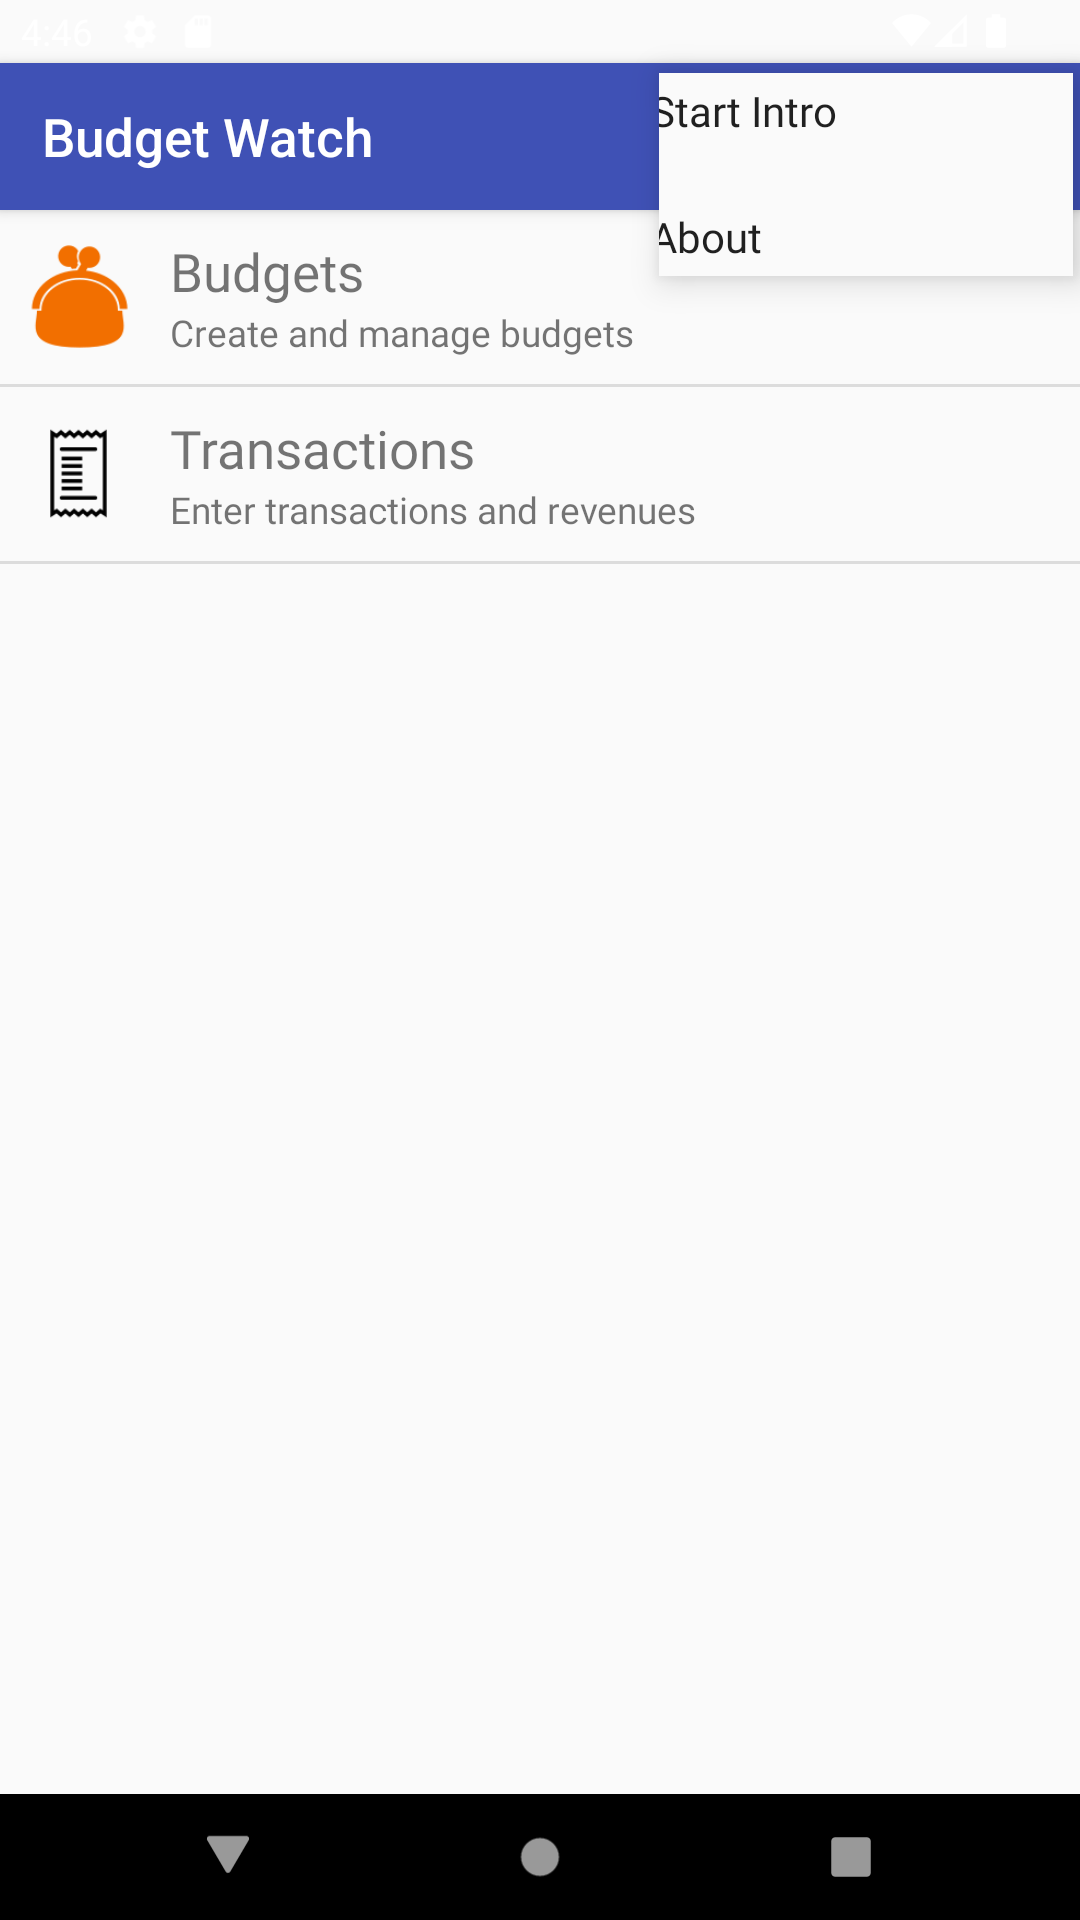 4:46
Budget Watch
Start Intro
About
Budgets
Create and manage budgets
Transactions
Enter transactions and revenues